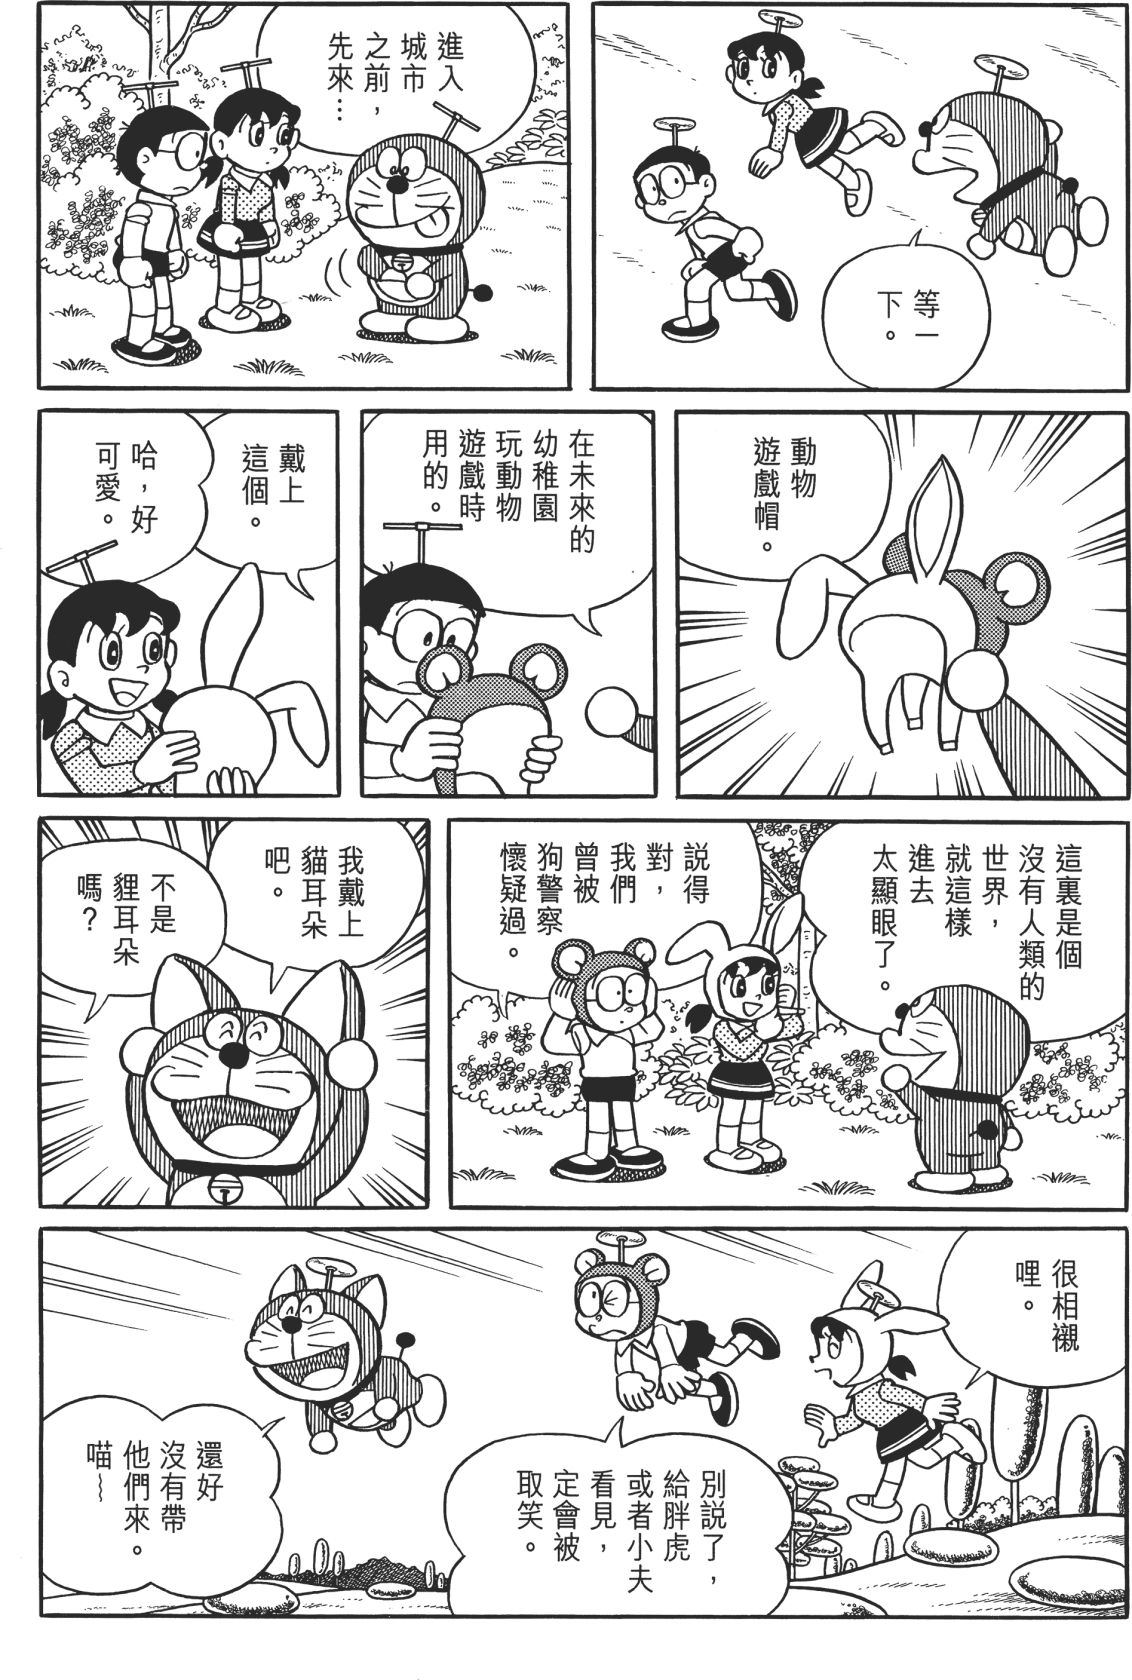 等一
下。
進入
城市
之前，
先來⋯
動物
遊戲帽。
在未來的
幼稚園
玩動物
遊戲時
用的。
戴上
這個。
哈，好
可愛。
這裏是個
沒有人類的
世界，
就這樣
進去
太顯眼了。
説得
對，
我們
曾被
狗警察
懷疑過。
我戴上
貓耳朵
吧。
不是
貍耳朵
嗎？
很相襯
哩。
別説了，
給胖虎
或者小夫
看見，
定會被
取笑。
還好
沒有帶
他們來。
喵～